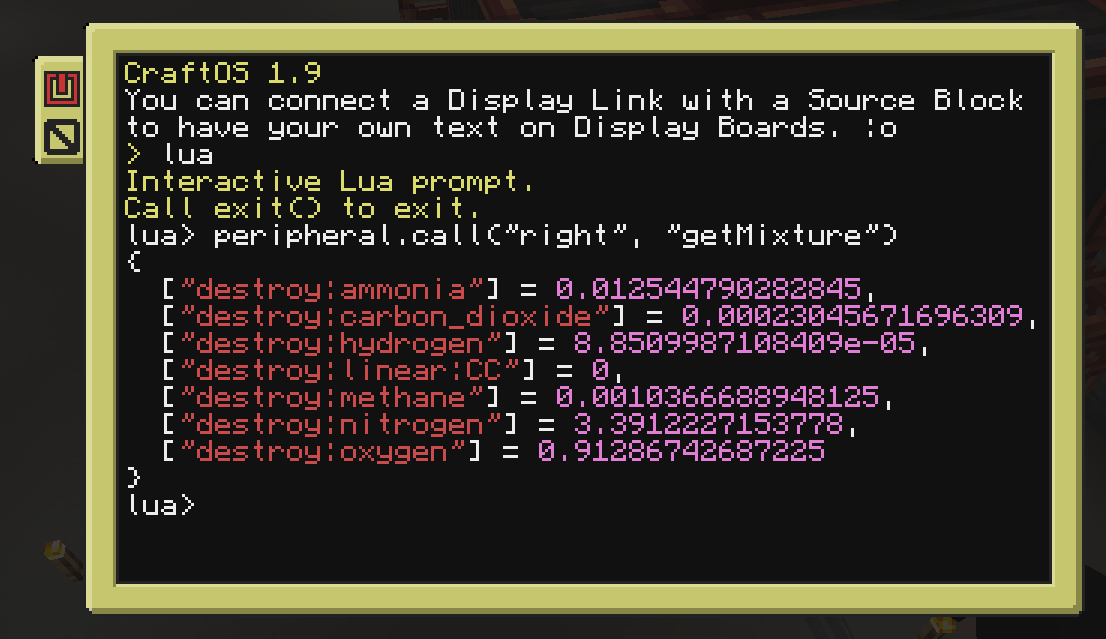 CraftOS 1.9
You can connect a Display Link with a Source Block
to have your own text on Display Boards. :o
> lua
Interactive Lua prompt.
Call exit() to exit.
lua> peripheral.call("right", "getMixture")
{
  ["destroy:ammonia"] = 0.012544790282845,
  ["destroy:carbon_dioxide"] = 0.00023045671696309,
  ["destroy:hydrogen"] = 8.8509987108409e-05,
  ["destroy:linear:CC"] = 0,
  ["destroy:methane"] = 0.0010366688948125,
  ["destroy:nitrogen"] = 3.3912227153778,
  ["destroy:oxygen"] = 0.91286742687225
}
lua>